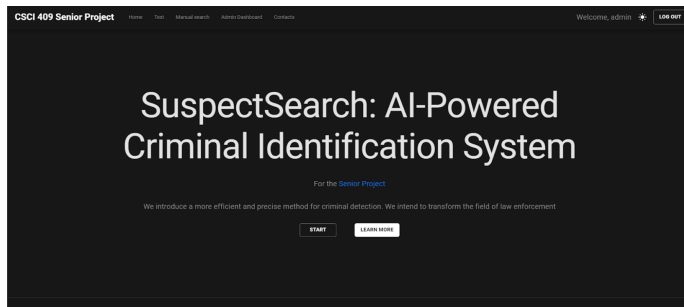 CSCI 409 Senior Project Home Test Manual search Admin Dashboard Contacts Welcome, admin LOG OUT
SuspectSearch: AI-Powered
Criminal Identification System
For the Senior Project
We introduce a more efficient and precise method for criminal detection. We intend to transform the field of law enforcement
START LEARN MORE